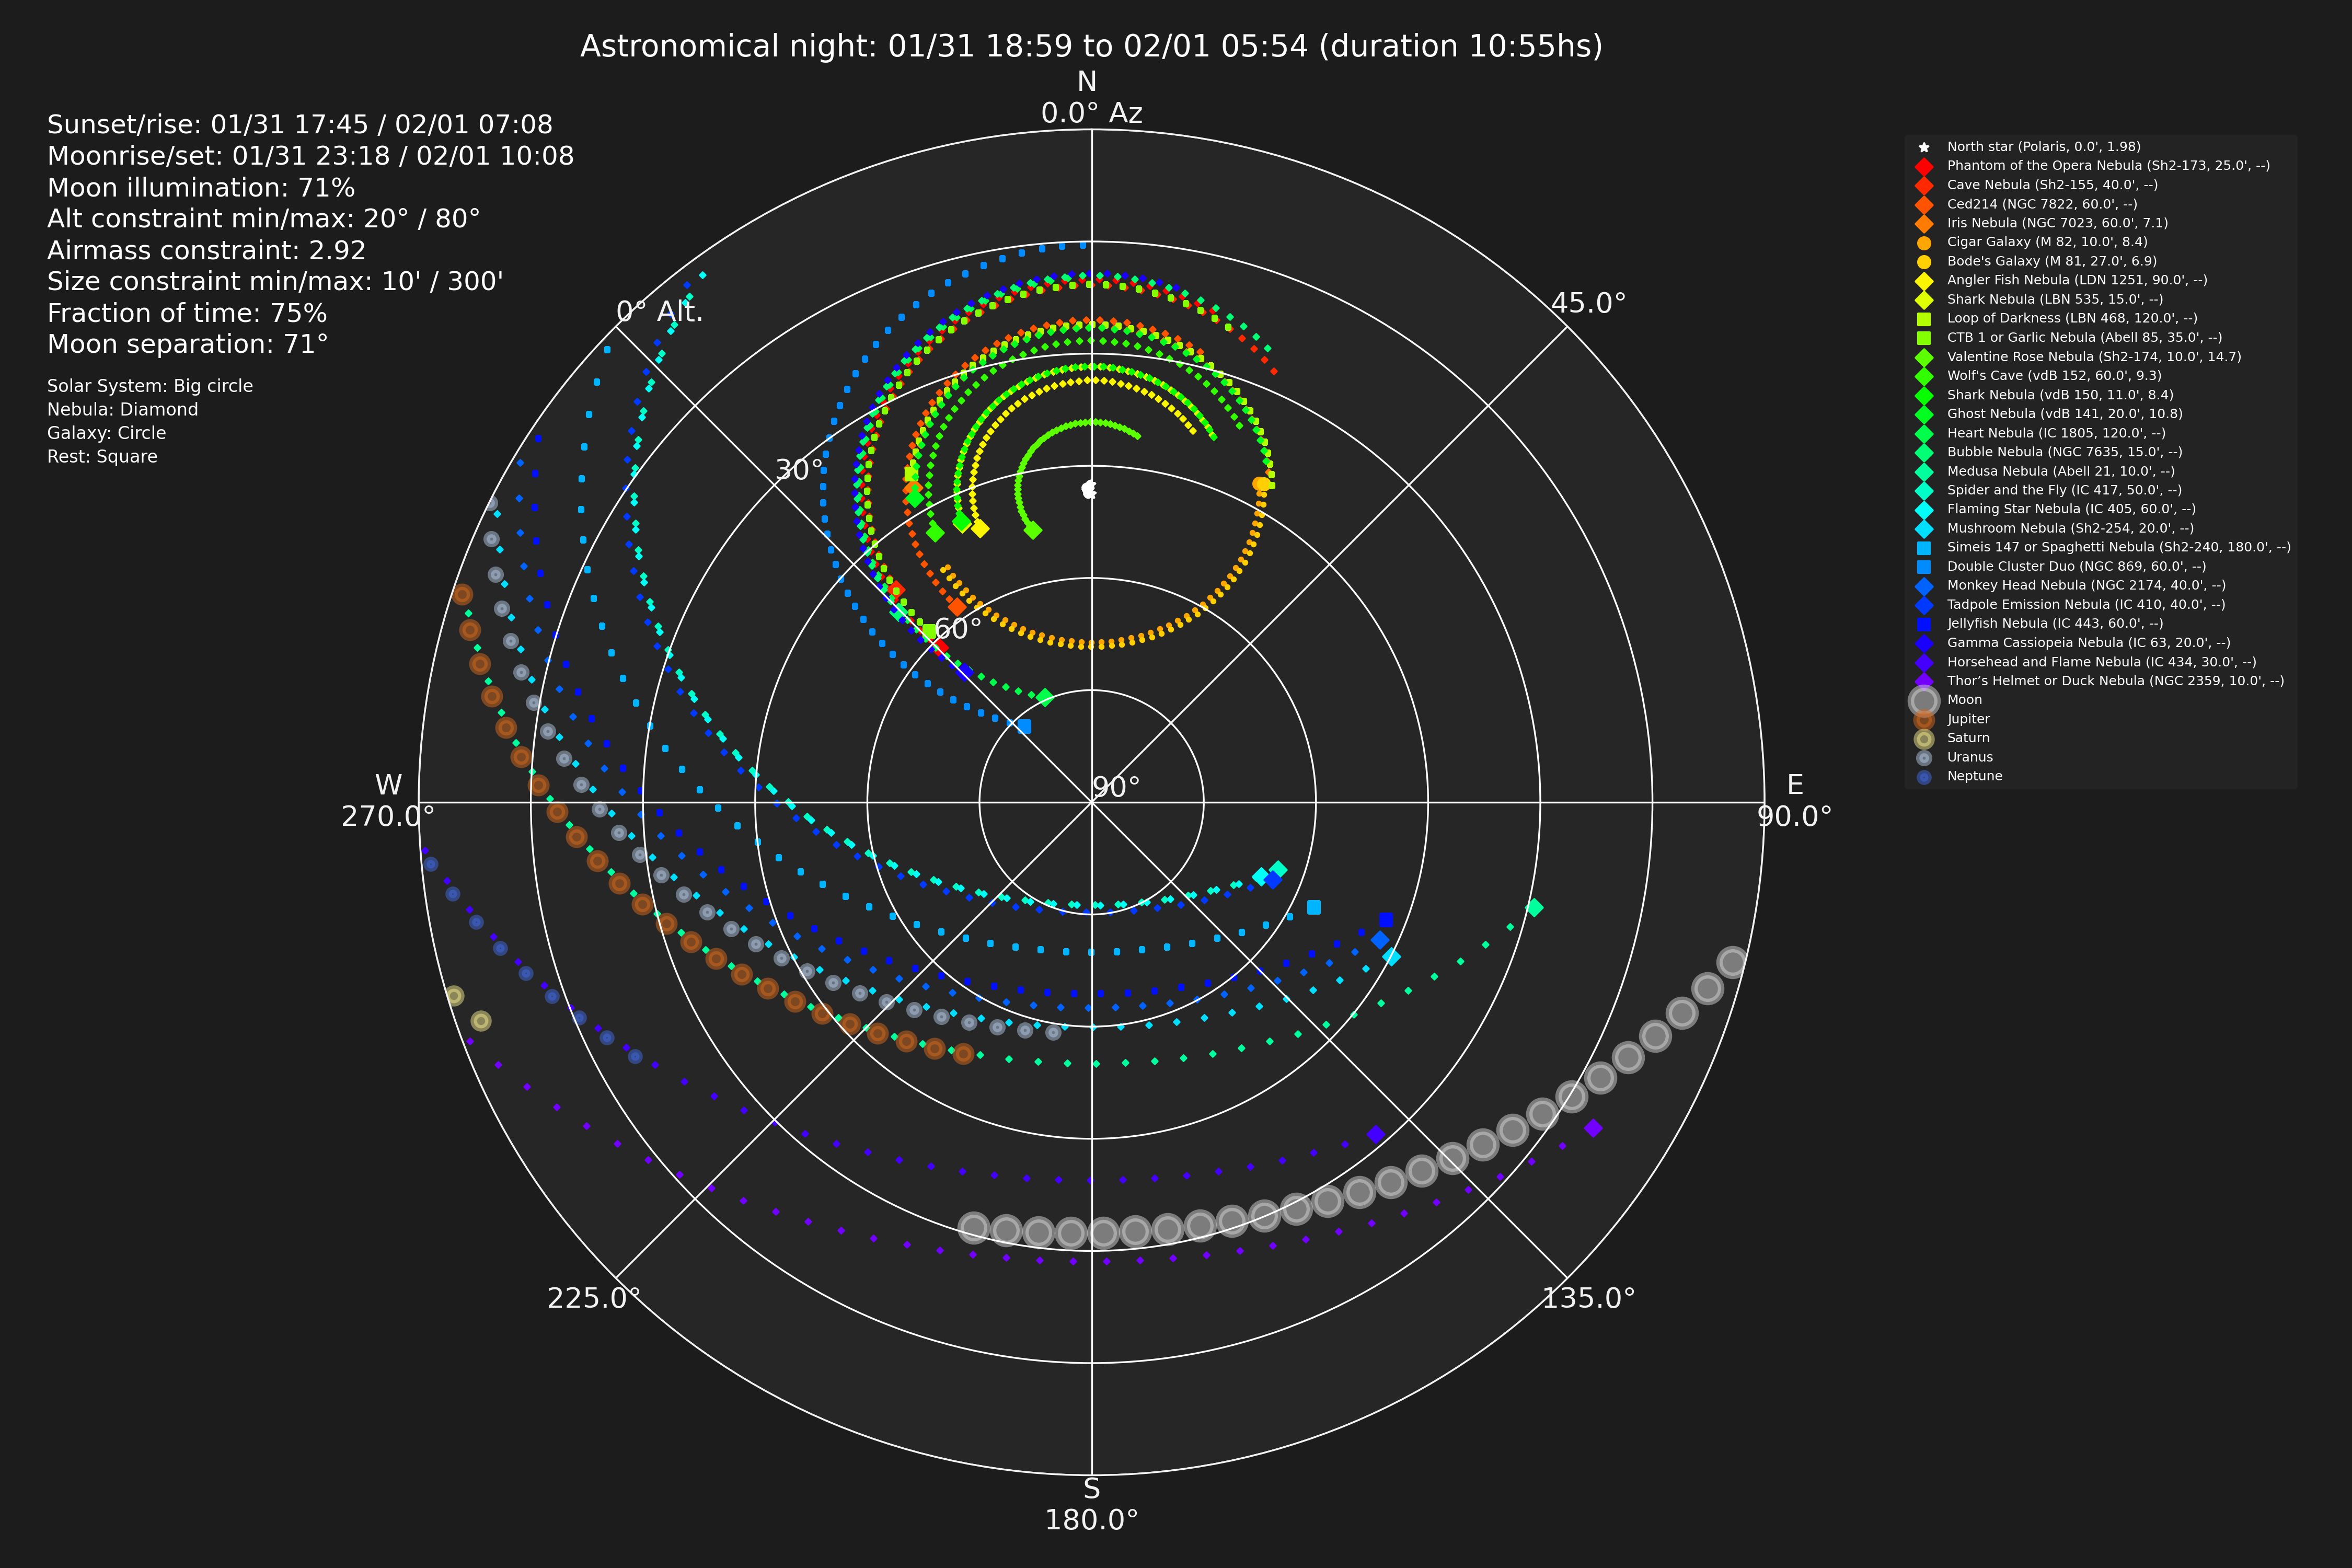 Astronomical night: 01/31 18:59 to 02/01 05:54 (duration 10:55hs)
N
0.0° Az
Sunset/rise: 01/31 17:45 / 02/01 07:08
Moonrise/set: 01/31 23:18 / 02/01 10:08
Moon illumination: 71%
Alt constraint min/max: 20° / 80°
Airmass constraint: 2.92
Size constraint min/max: 10' / 300'
Fraction of time: 75%
Moon separation: 71°
Solar System: Big circle
Nebula: Diamond
Galaxy: Circle
Rest: Square
0° Alt.
30°
60°
90°
45.0°
W
270.0°
E
90.0°
225.0°
135.0°
S
180.0°
North star (Polaris, 0.0', 1.98)
Phantom of the Opera Nebula (Sh2-173, 25.0', --)
Cave Nebula (Sh2-155, 40.0', --)
Ced214 (NGC 7822, 60.0', --)
Iris Nebula (NGC 7023, 60.0', 7.1)
Cigar Galaxy (M 82, 10.0', 8.4)
Bode's Galaxy (M 81, 27.0', 6.9)
Angler Fish Nebula (LDN 1251, 90.0', --)
Shark Nebula (LBN 535, 15.0', --)
Loop of Darkness (LBN 468, 120.0', --)
CTB 1 or Garlic Nebula (Abell 85, 35.0', --)
Valentine Rose Nebula (Sh2-174, 10.0', 14.7)
Wolf's Cave (vdB 152, 60.0', 9.3)
Shark Nebula (vdB 150, 11.0', 8.4)
Ghost Nebula (vdB 141, 20.0', 10.8)
Heart Nebula (IC 1805, 120.0', --)
Bubble Nebula (NGC 7635, 15.0', --)
Medusa Nebula (Abell 21, 10.0', --)
Spider and the Fly (IC 417, 50.0', --)
Flaming Star Nebula (IC 405, 60.0', --)
Mushroom Nebula (Sh2-254, 20.0', --)
Simeis 147 or Spaghetti Nebula (Sh2-240, 180.0', --)
Double Cluster Duo (NGC 869, 60.0', --)
Monkey Head Nebula (NGC 2174, 40.0', --)
Tadpole Emission Nebula (IC 410, 40.0', --)
Jellyfish Nebula (IC 443, 60.0', --)
Gamma Cassiopeia Nebula (IC 63, 20.0', --)
Horsehead and Flame Nebula (IC 434, 30.0', --)
Thor’s Helmet or Duck Nebula (NGC 2359, 10.0', --)
Moon
Jupiter
Saturn
Uranus
Neptune